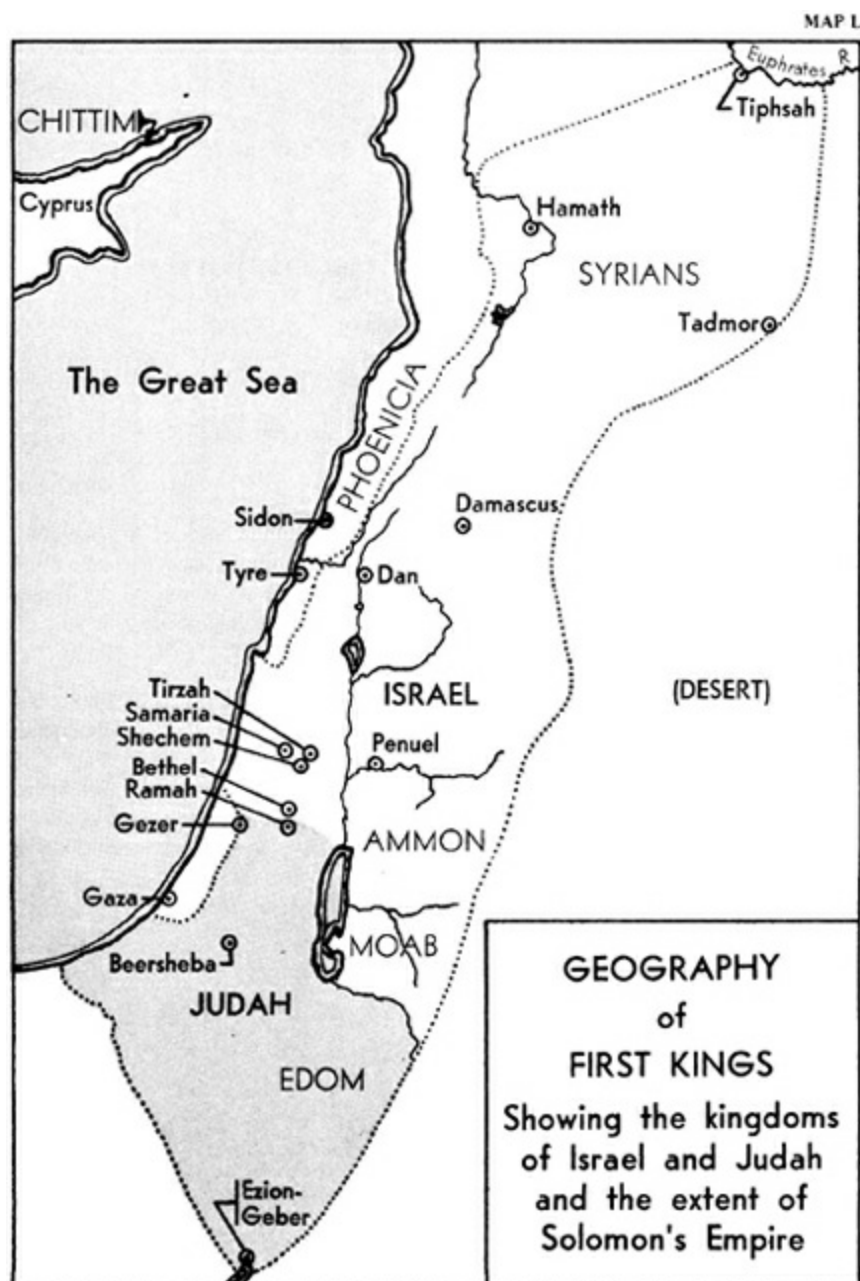 MAP L
Euphrates R
Tiphsah
CHITTIM
Cyprus
Hamath
SYRIANS
Tadmor
The Great Sea
PHOENICIA
Sidon
Damascus
Tyre
Dan
Tirzah
Samaria
Shechem
Bethel
Ramah
Gezer
ISRAEL
(DESERT)
Penuel
AMMON
Gaza
MOAB
Beersheba
JUDAH
EDOM
Ezion-
Geber
GEOGRAPHY
of
FIRST KINGS
Showing the kingdoms
of Israel and Judah
and the extent of
Solomon's Empire